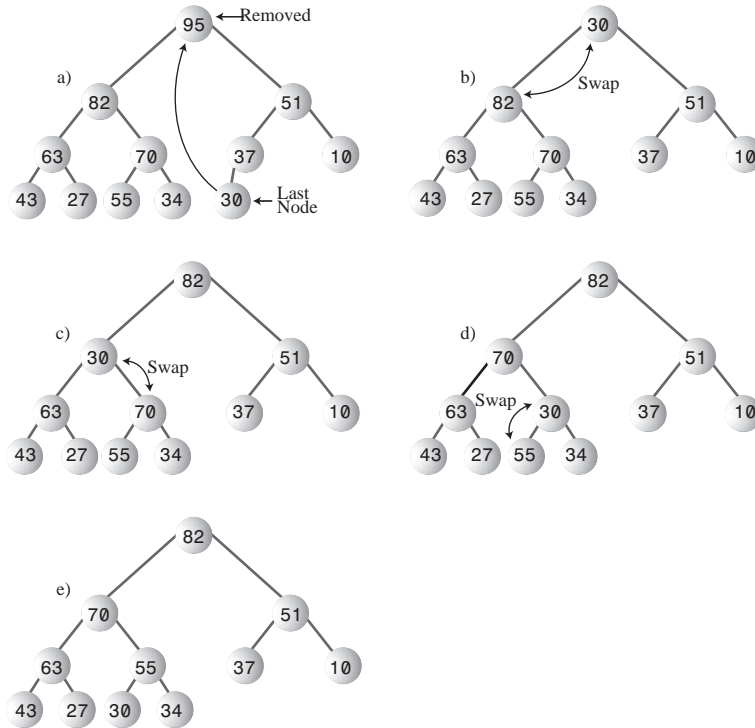 95 Removed
a)
82 51
63 70 37 10
43 27 55 34 30 Last
Node
30
b) Swap
82 51
63 70 37 10
43 27 55 34
82
c)
30 Swap 51
63 70 37 10
43 27 55 34
82
d)
70 51
63 Swap 30 37 10
43 27 55 34
82
e)
70 51
63 55 37 10
43 27 30 34